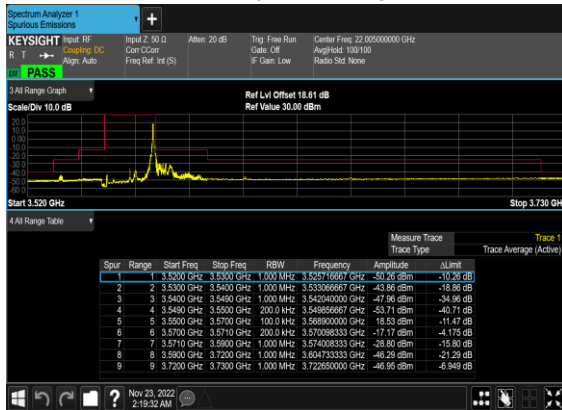 Spectrum Analyzer 1
Spurious Emissions
KEYSIGHT Input: RF Input Z: 50 Ω Atten: 20 dB Trig: Free Run Center Freq: 22.005000000 GHz
R T Coupling: DC Corr CCorr Gate: Off Avg|Hold: 100/100
Align: Auto Freq Ref: Int (S) IF Gain: Low Radio Std: None
PASS
3 All Range Graph
Scale/Div 10.0 dB Ref Lvl Offset 18.61 dB
Ref Value 30.00 dBm
20.0
10.0
0.00
-10.0
-20.0
-30.0
-40.0
-50.0
-60.0
Start 3.520 GHz Stop 3.730 GHz
4 All Range Table
Measure Trace Trace 1
Trace Type Trace Average (Active)
Spur Range Start Freq Stop Freq RBW Frequency Amplitude ΔLimit
1 1 3.5200 GHz 3.5300 GHz 1.000 MHz 3.525716667 GHz -50.26 dBm -10.26 dB
2 2 3.5300 GHz 3.5400 GHz 1.000 MHz 3.533066667 GHz -43.86 dBm -18.86 dB
3 3 3.5400 GHz 3.5490 GHz 1.000 MHz 3.542040000 GHz -47.96 dBm -34.96 dB
4 4 3.5490 GHz 3.5500 GHz 200.0 kHz 3.549856667 GHz -53.71 dBm -40.71 dB
5 5 3.5500 GHz 3.5700 GHz 100.0 kHz 3.568900000 GHz 18.53 dBm -11.47 dB
6 6 3.5700 GHz 3.5710 GHz 200.0 kHz 3.570098333 GHz -17.17 dBm -4.175 dB
7 7 3.5710 GHz 3.5900 GHz 1.000 MHz 3.574008333 GHz -28.80 dBm -15.80 dB
8 8 3.5900 GHz 3.7200 GHz 1.000 MHz 3.604733333 GHz -46.29 dBm -21.29 dB
9 9 3.7200 GHz 3.7300 GHz 1.000 MHz 3.722650000 GHz -46.95 dBm -6.949 dB
Nov 23, 2022
2:19:32 AM